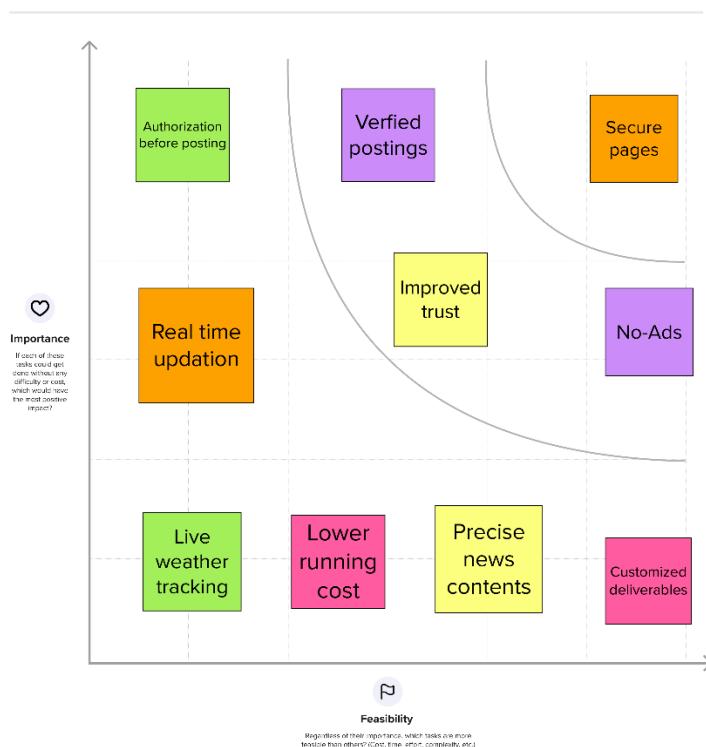 Authorization
before posting
Verfied
postings
Secure
pages
Improved
trust
Real time
updation
No-Ads
Importance
If each of these
tasks could get
done without any
difficulty or cost,
which would have
the most positive
impact?
Live
weather
tracking
Lower
running
cost
Precise
news
contents
Customized
deliverables
Feasibility
Regardless of their importance, which tasks are more
feasible than others? (Cost, time, effort, complexity, etc.)